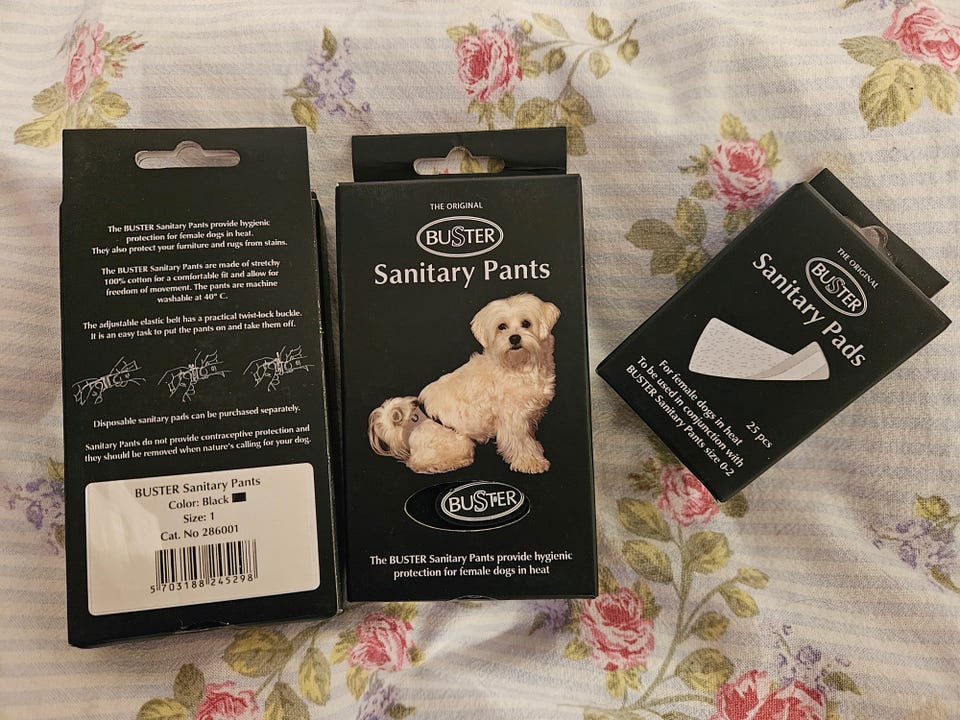 The BUSTER Sanitary Pants provide hygienic
protection for female dogs in heat.
They also protect your furniture and rugs from stains.
The BUSTER Sanitary Pants are made of stretchy
100% cotton for a comfortable fit and allow for
freedom of movement. The pants are machine
washable at 40° C.
The adjustable elastic belt has a practical twist-lock buckle.
It is an easy task to put the pants on and take them off.
Disposable sanitary pads can be purchased separately.
Sanitary Pants do not provide contraceptive protection and
they should be removed when nature's calling for your dog.
BUSTER Sanitary Pants
Color: Black
Size: 1
Cat. No 286001
5 703188 245298
THE ORIGINAL
BUSTER
Sanitary Pants
BUSTER
The BUSTER Sanitary Pants provide hygienic
protection for female dogs in heat
THE ORIGINAL
BUSTER
Sanitary Pads
25 pcs
For female dogs in heat
To be used in conjunction with
BUSTER Sanitary Pants size 0-2